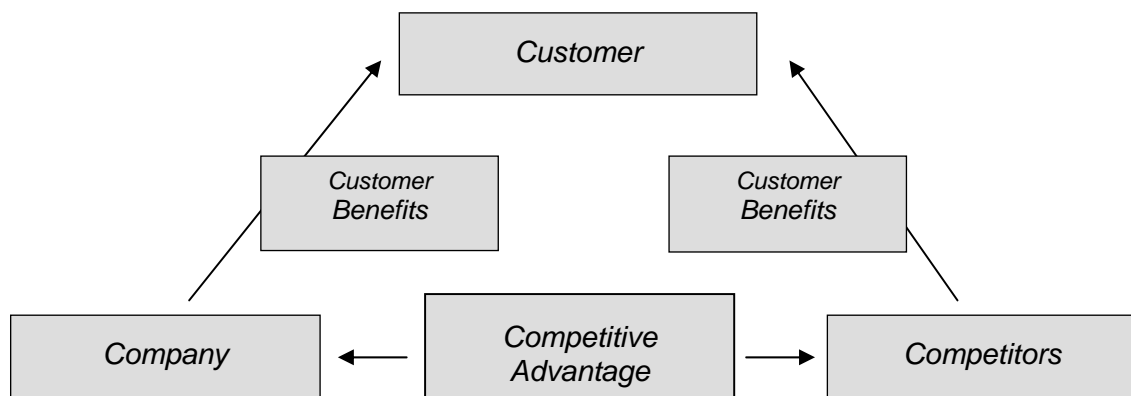 Customer
Customer
Benefits
Customer
Benefits
Company
Competitive
Advantage
Competitors